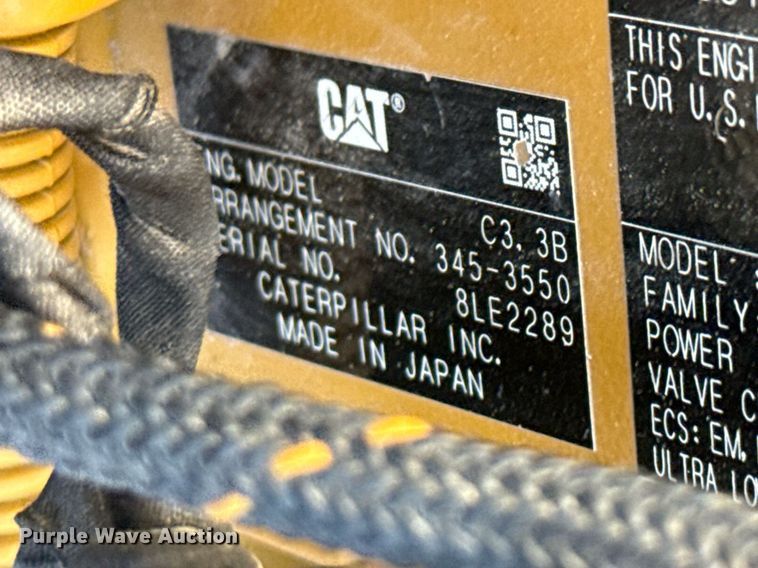 CAT®
NG. MODEL C3.3B
RRANGEMENT NO. 345-3550
ERIAL NO. 8LE2289
CATERPILLAR INC.
MADE IN JAPAN
THIS ENGI
FOR U.S.
MODEL
FAMILY
POWER
VALVE C
ECS: EM.
ULTRA LO
Purple Wave Auction